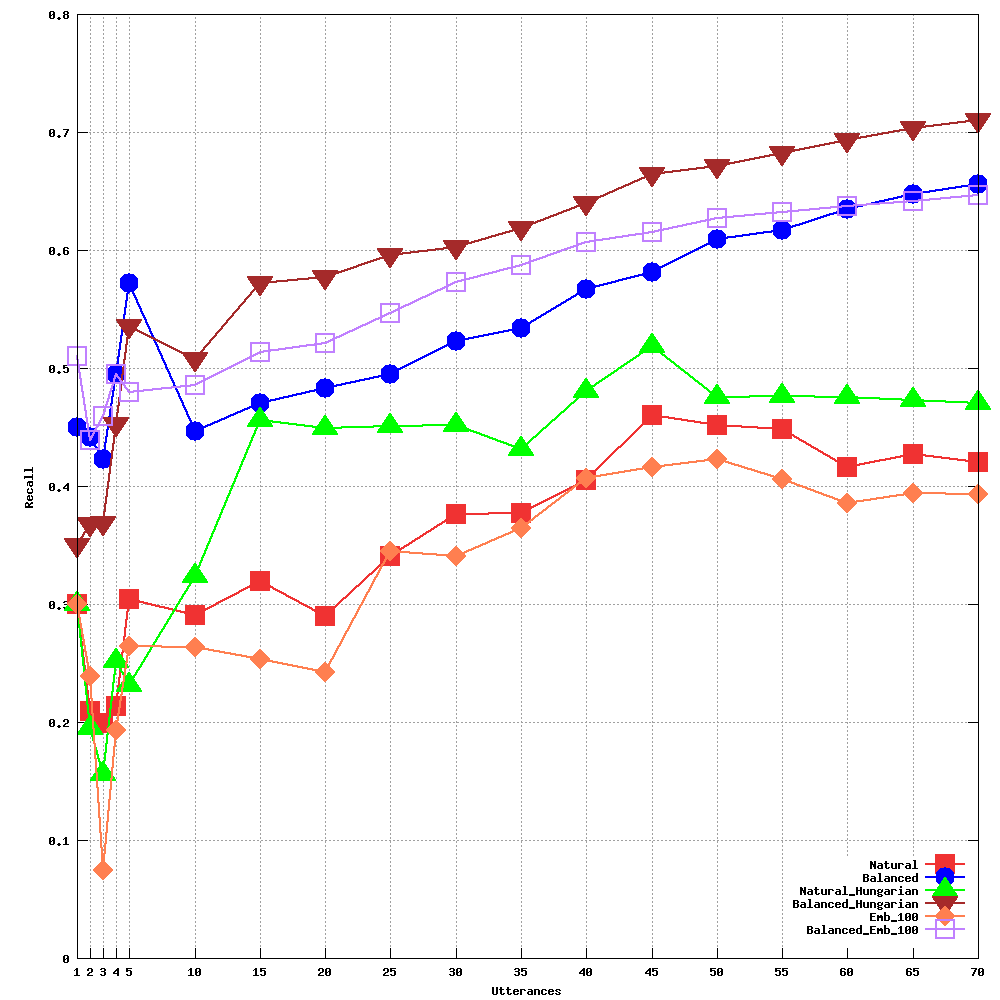 0.8
0.7
0.6
0.5
0.4
0.3
0.2
0.1
0
Recall
1 2 3 4 5 10 15 20 25 30 35 40 45 50 55 60 65 70
Utterances
Natural
Balanced
Natural_Hungarian
Balanced_Hungarian
Emb_100
Balanced_Emb_100